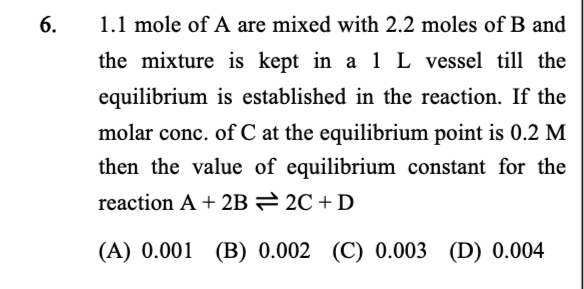 6. 1.1 mole of A are mixed with 2.2 moles of B and
the mixture is kept in a 1 L vessel till the
equilibrium is established in the reaction. If the
molar conc. of C at the equilibrium point is 0.2 M
then the value of equilibrium constant for the
reaction A + 2B ⇌ 2C + D
(A) 0.001 (B) 0.002 (C) 0.003 (D) 0.004